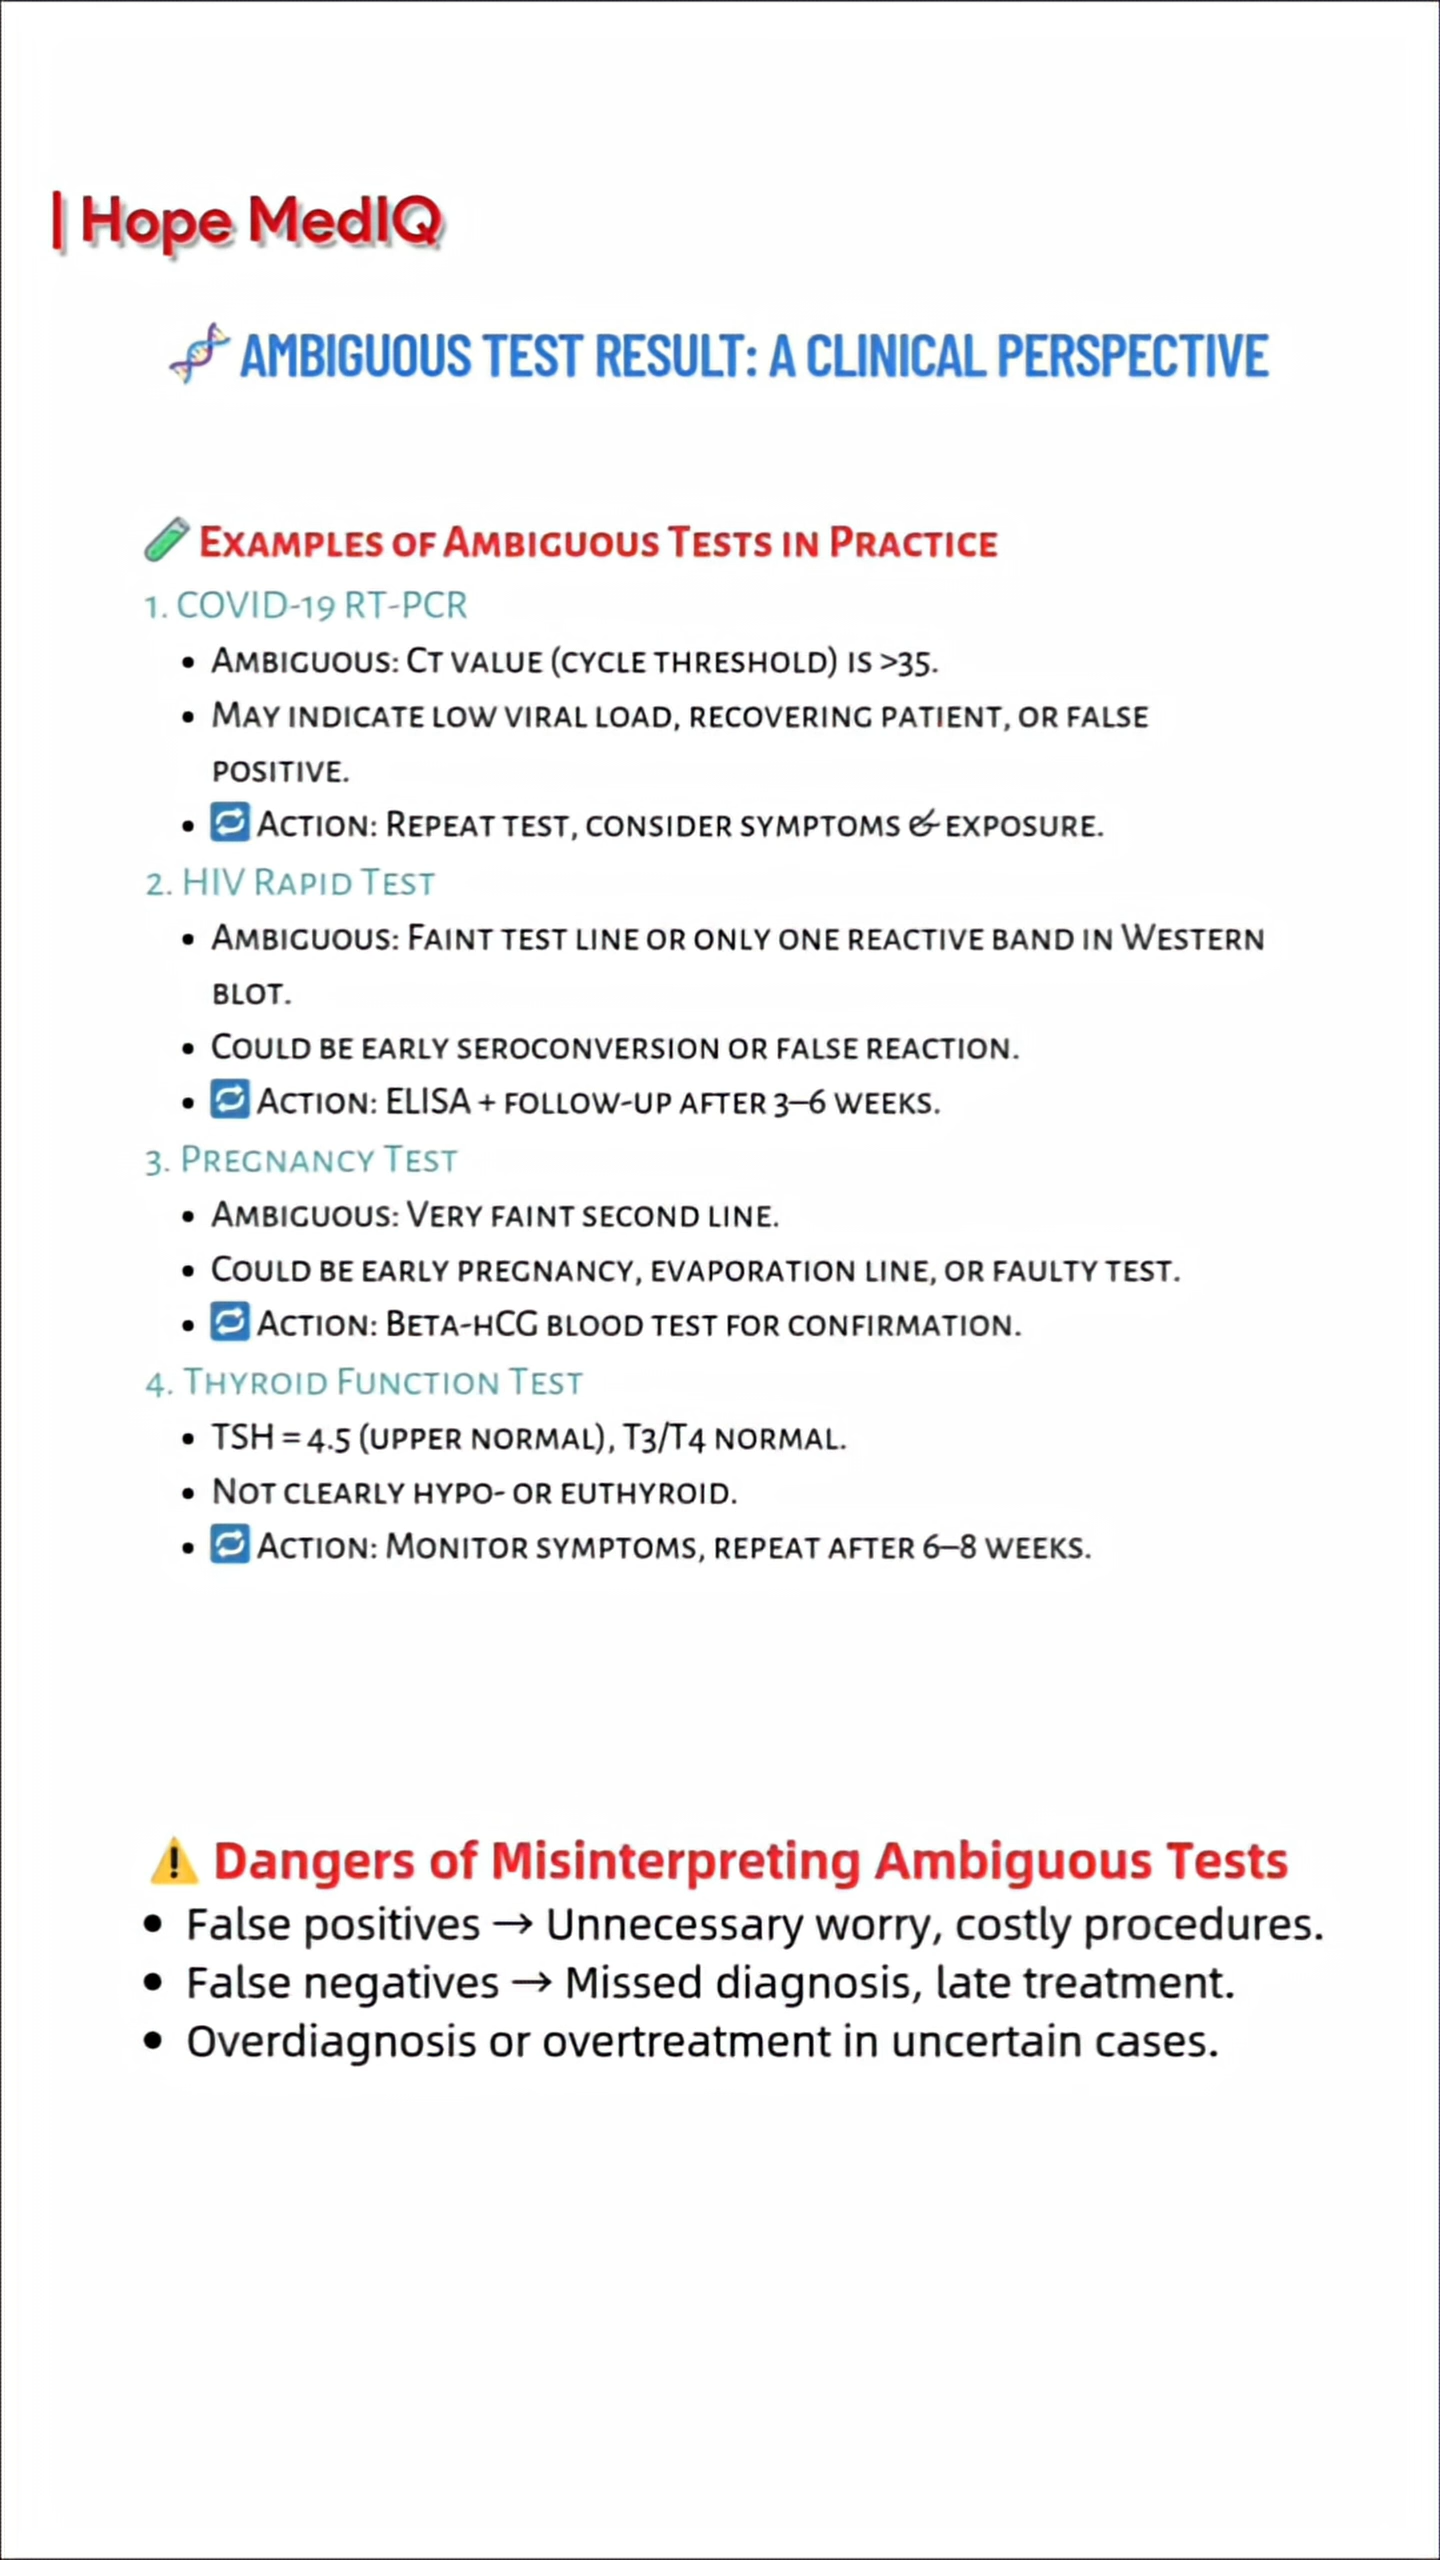 | Hope MedIQ
🧬 AMBIGUOUS TEST RESULT: A CLINICAL PERSPECTIVE
🧪 Examples of Ambiguous Tests in Practice
1. COVID-19 RT-PCR
• Ambiguous: Ct value (cycle threshold) is >35.
• May indicate low viral load, recovering patient, or false
positive.
• 🔁 Action: Repeat test, consider symptoms & exposure.
2. HIV Rapid Test
• Ambiguous: Faint test line or only one reactive band in Western
blot.
• Could be early seroconversion or false reaction.
• 🔁 Action: ELISA + follow-up after 3–6 weeks.
3. Pregnancy Test
• Ambiguous: Very faint second line.
• Could be early pregnancy, evaporation line, or faulty test.
• 🔁 Action: Beta-hCG blood test for confirmation.
4. Thyroid Function Test
• TSH = 4.5 (upper normal), T3/T4 normal.
• Not clearly hypo- or euthyroid.
• 🔁 Action: Monitor symptoms, repeat after 6–8 weeks.
⚠️ Dangers of Misinterpreting Ambiguous Tests
• False positives → Unnecessary worry, costly procedures.
• False negatives → Missed diagnosis, late treatment.
• Overdiagnosis or overtreatment in uncertain cases.